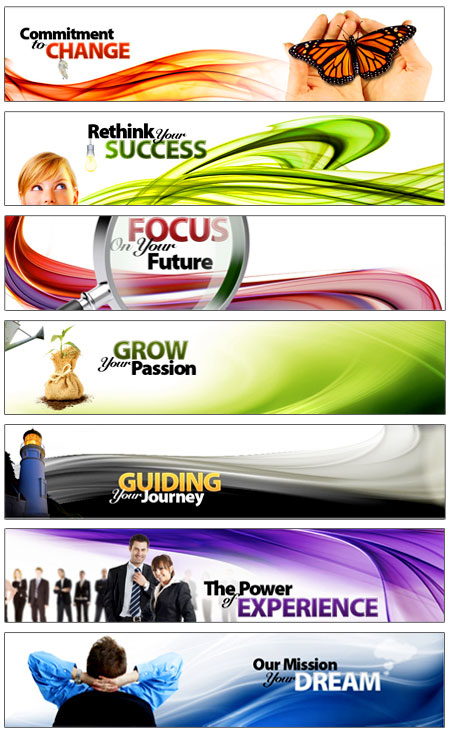 Commitment
to CHANGE
Rethink Your
SUCCESS
FOCUS
On Your
Future
GROW
Your Passion
GUIDING
Your Journey
The Power
of EXPERIENCE
Our Mission
Your DREAM